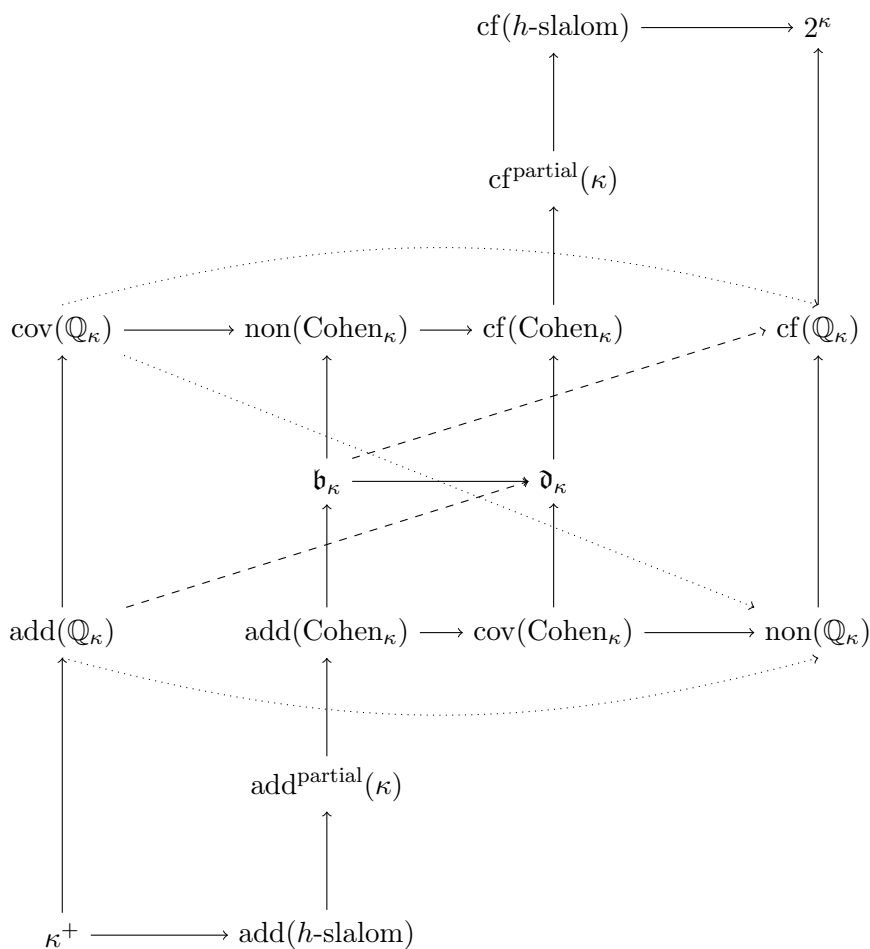 cf(h-slalom) 2^κ
cf^partial(κ)
cov(ℚ_κ) non(Cohen_κ) cf(Cohen_κ) cf(ℚ_κ)
𝔟_κ 𝔡_κ
add(ℚ_κ) add(Cohen_κ) cov(Cohen_κ) non(ℚ_κ)
add^partial(κ)
κ^+ add(h-slalom)